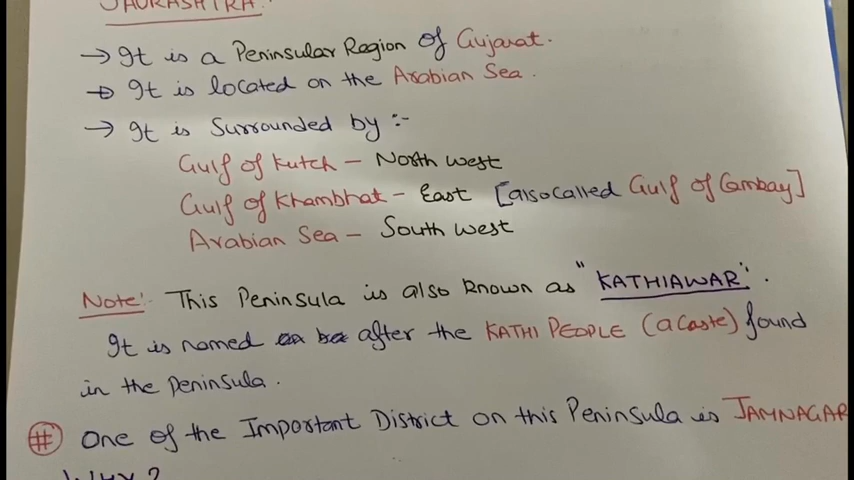 SAURASHTRA:
→ It is a Peninsular Region of Gujarat.
→ It is located on the Arabian Sea.
→ It is Surrounded by :-
Gulf of Kutch - North west
Gulf of Khambhat - East [also called Gulf of Cambay]
Arabian Sea - South west
Note:- This Peninsula is also known as "KATHIAWAR".
It is named after the KATHI PEOPLE (a caste) found
in the Peninsula.
# One of the Important District on this Peninsula is JAMNAGAR
WHY?